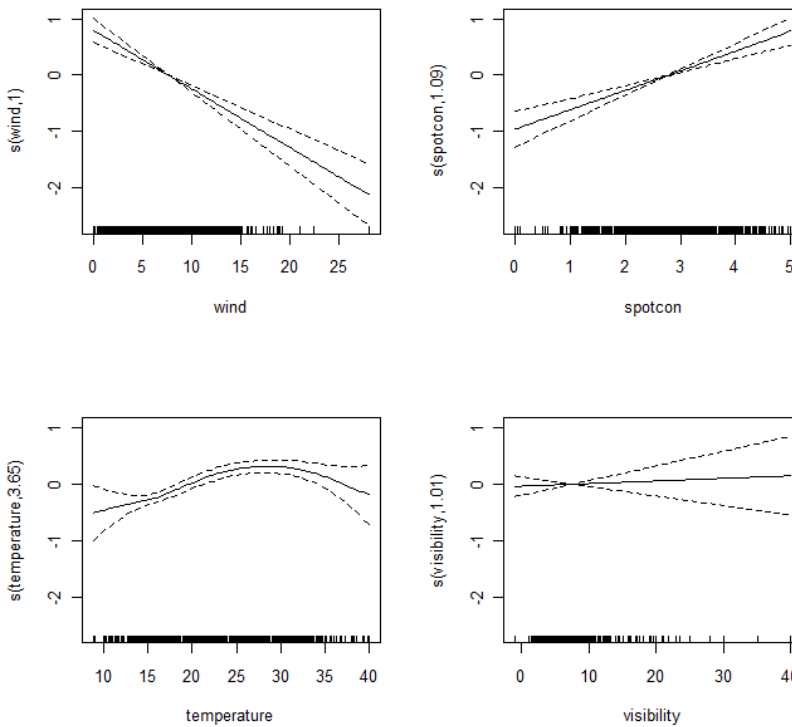 s(wind,1)
1
0
-1
-2
0 5 10 15 20 25
wind
s(spotcon,1.09)
1
0
-1
-2
0 1 2 3 4 5
spotcon
s(temperature,3.65)
1
0
-1
-2
10 15 20 25 30 35 40
temperature
s(visibility,1.01)
1
0
-1
-2
0 10 20 30 40
visibility